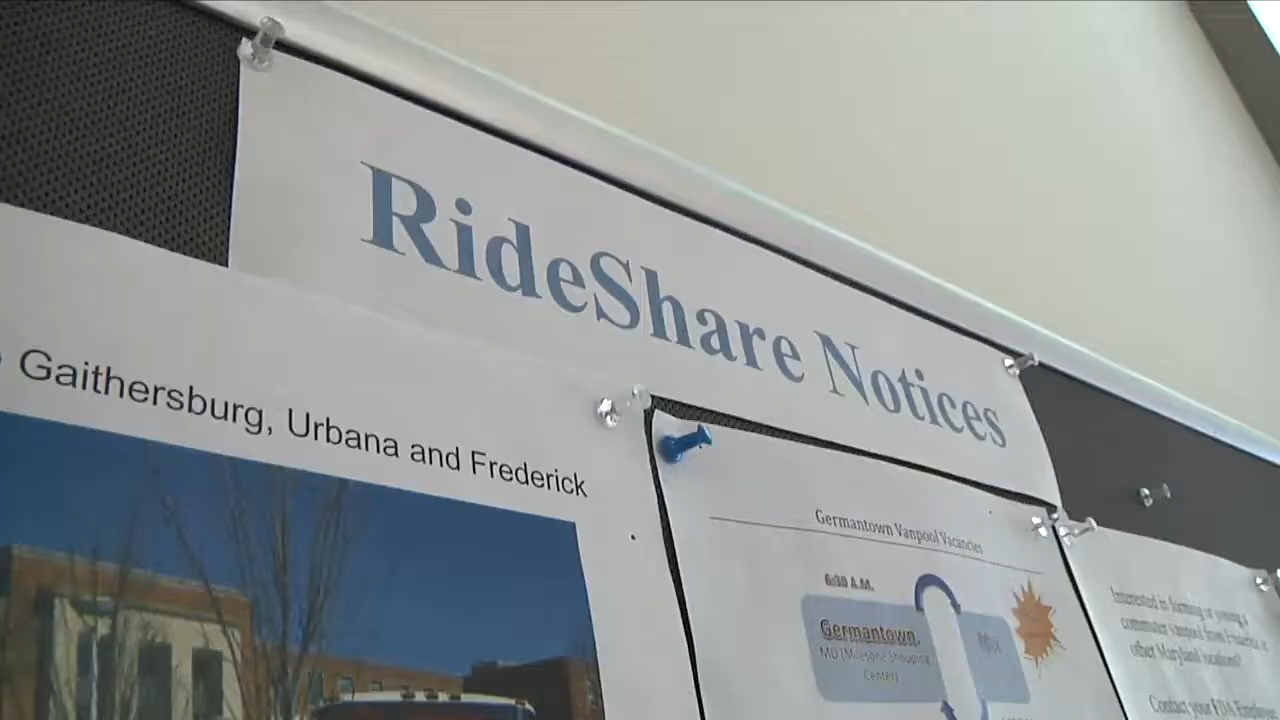 RideShare Notices
Gaithersburg, Urbana and Frederick
Germantown Vanpool Vacancies
6:30 A.M.
Germantown,
MD (Milestone Shopping
Center)
Interested in forming or joining a
commuter vanpool from Frederick or
other Maryland locations?
Contact your FDA Employee